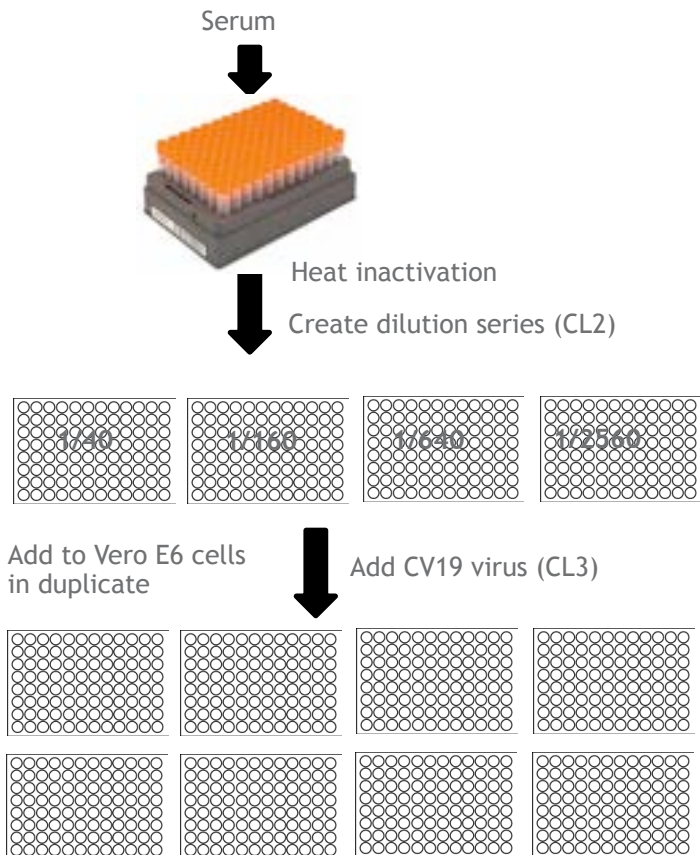 Serum
Heat inactivation
Create dilution series (CL2)
1/40 1/160 1/640 1/2560
Add to Vero E6 cells
in duplicate
Add CV19 virus (CL3)